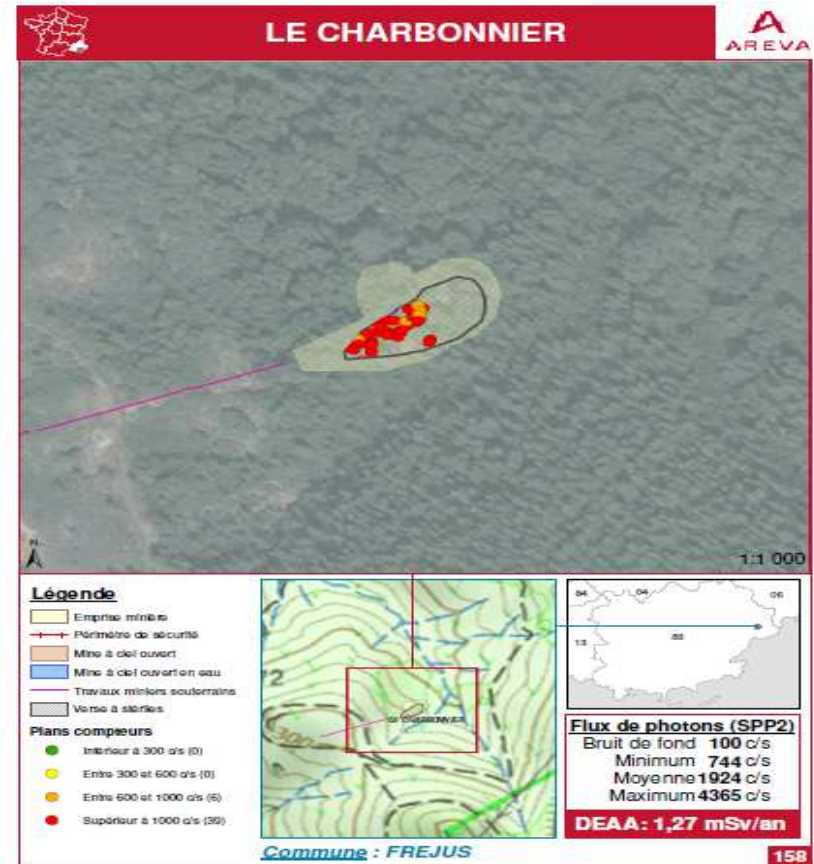 LE CHARBONNIER
AREVA
N
1:1 000
Légende
Emprise minière
Périmètre de sécurité
Mine à ciel ouvert
Mine à ciel ouvert en eau
Travaux miniers souterrains
Verse à stériles
Plans compteurs
Inférieur à 300 c/s (0)
Entre 300 et 600 c/s (0)
Entre 600 et 1000 c/s (6)
Supérieur à 1000 c/s (39)
300
LE CHARBONNIER
Commune : FREJUS
84
04
06
13
83
Flux de photons (SPP2)
Bruit de fond 100 c/s
Minimum 744 c/s
Moyenne 1924 c/s
Maximum 4365 c/s
DEAA: 1,27 mSv/an
158